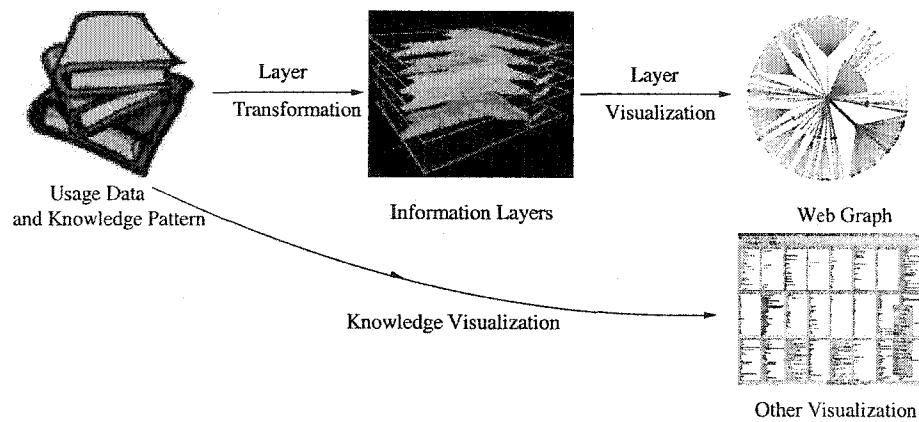 Layer
Transformation
Layer
Visualization
Usage Data
and Knowledge Pattern
Information Layers
Web Graph
Knowledge Visualization
Other Visualization